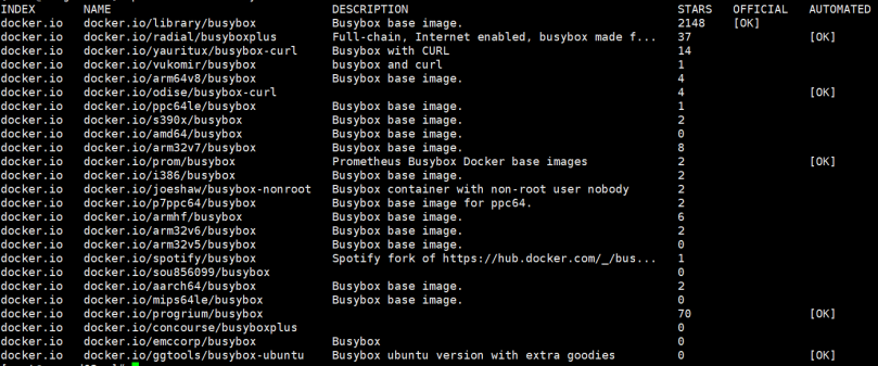 INDEX NAME DESCRIPTION STARS OFFICIAL AUTOMATED
docker.io docker.io/library/busybox Busybox base image. 2148 [OK]
docker.io docker.io/radial/busyboxplus Full-chain, Internet enabled, busybox made f... 37 [OK]
docker.io docker.io/yauritux/busybox-curl Busybox with CURL 14
docker.io docker.io/vukomir/busybox busybox and curl 1
docker.io docker.io/arm64v8/busybox Busybox base image. 4
docker.io docker.io/odise/busybox-curl 4 [OK]
docker.io docker.io/ppc64le/busybox Busybox base image. 1
docker.io docker.io/s390x/busybox Busybox base image. 2
docker.io docker.io/amd64/busybox Busybox base image. 0
docker.io docker.io/arm32v7/busybox Busybox base image. 8
docker.io docker.io/prom/busybox Prometheus Busybox Docker base images 2 [OK]
docker.io docker.io/i386/busybox Busybox base image. 2
docker.io docker.io/joeshaw/busybox-nonroot Busybox container with non-root user nobody 2
docker.io docker.io/p7ppc64/busybox Busybox base image for ppc64. 2
docker.io docker.io/armhf/busybox Busybox base image. 6
docker.io docker.io/arm32v6/busybox Busybox base image. 2
docker.io docker.io/arm32v5/busybox Busybox base image. 0
docker.io docker.io/spotify/busybox Spotify fork of https://hub.docker.com/_/bus... 1
docker.io docker.io/sou856099/busybox 0
docker.io docker.io/aarch64/busybox Busybox base image. 2
docker.io docker.io/mips64le/busybox Busybox base image. 0
docker.io docker.io/progrium/busybox 70 [OK]
docker.io docker.io/concourse/busyboxplus 0
docker.io docker.io/emccorp/busybox Busybox 0
docker.io docker.io/ggtools/busybox-ubuntu Busybox ubuntu version with extra goodies 0 [OK]